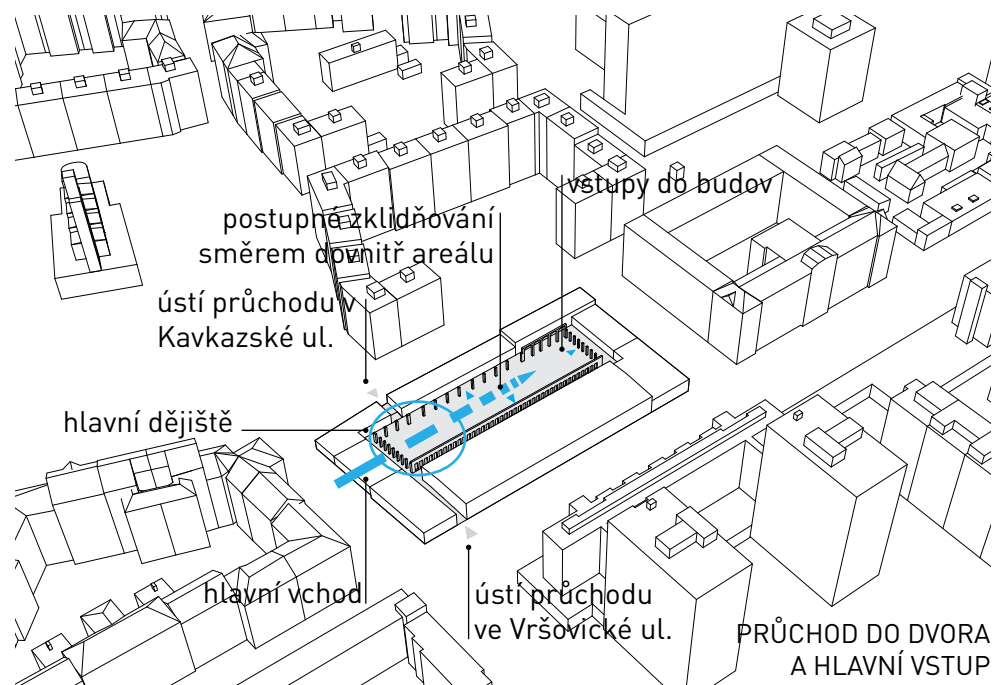 vstupy do budov
postupné zklidňování
směrem dovnitř areálu
ústí průchodu v
Kavkazské ul.
hlavní dějiště
hlavní vchod
ústí průchodu
ve Vršovické ul.
PRŮCHOD DO DVORA
A HLAVNÍ VSTUP